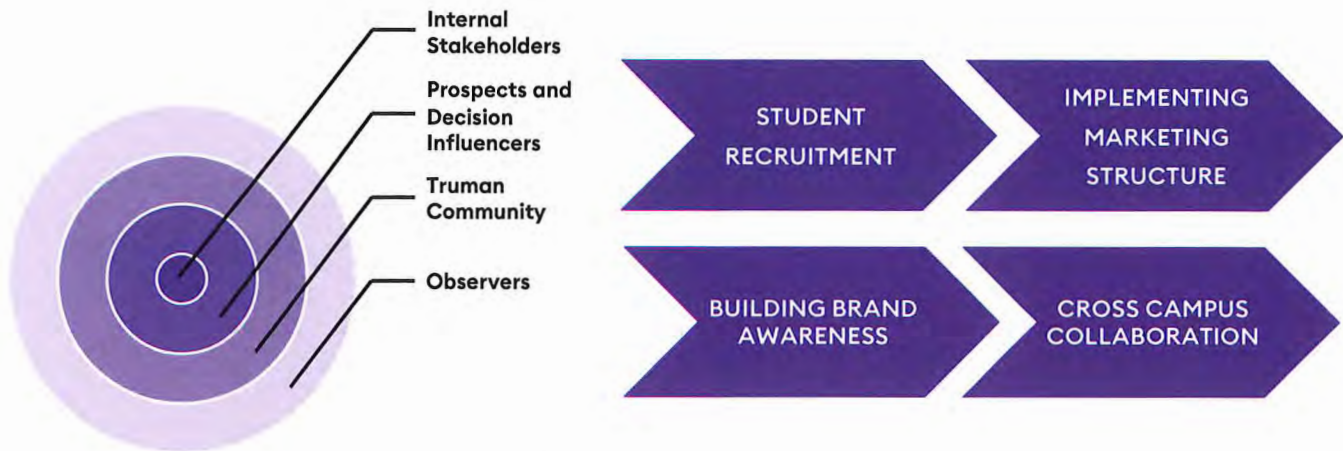 Internal
Stakeholders
Prospects and
Decision
Influencers
Truman
Community
Observers
STUDENT
RECRUITMENT
IMPLEMENTING
MARKETING
STRUCTURE
BUILDING BRAND
AWARENESS
CROSS CAMPUS
COLLABORATION